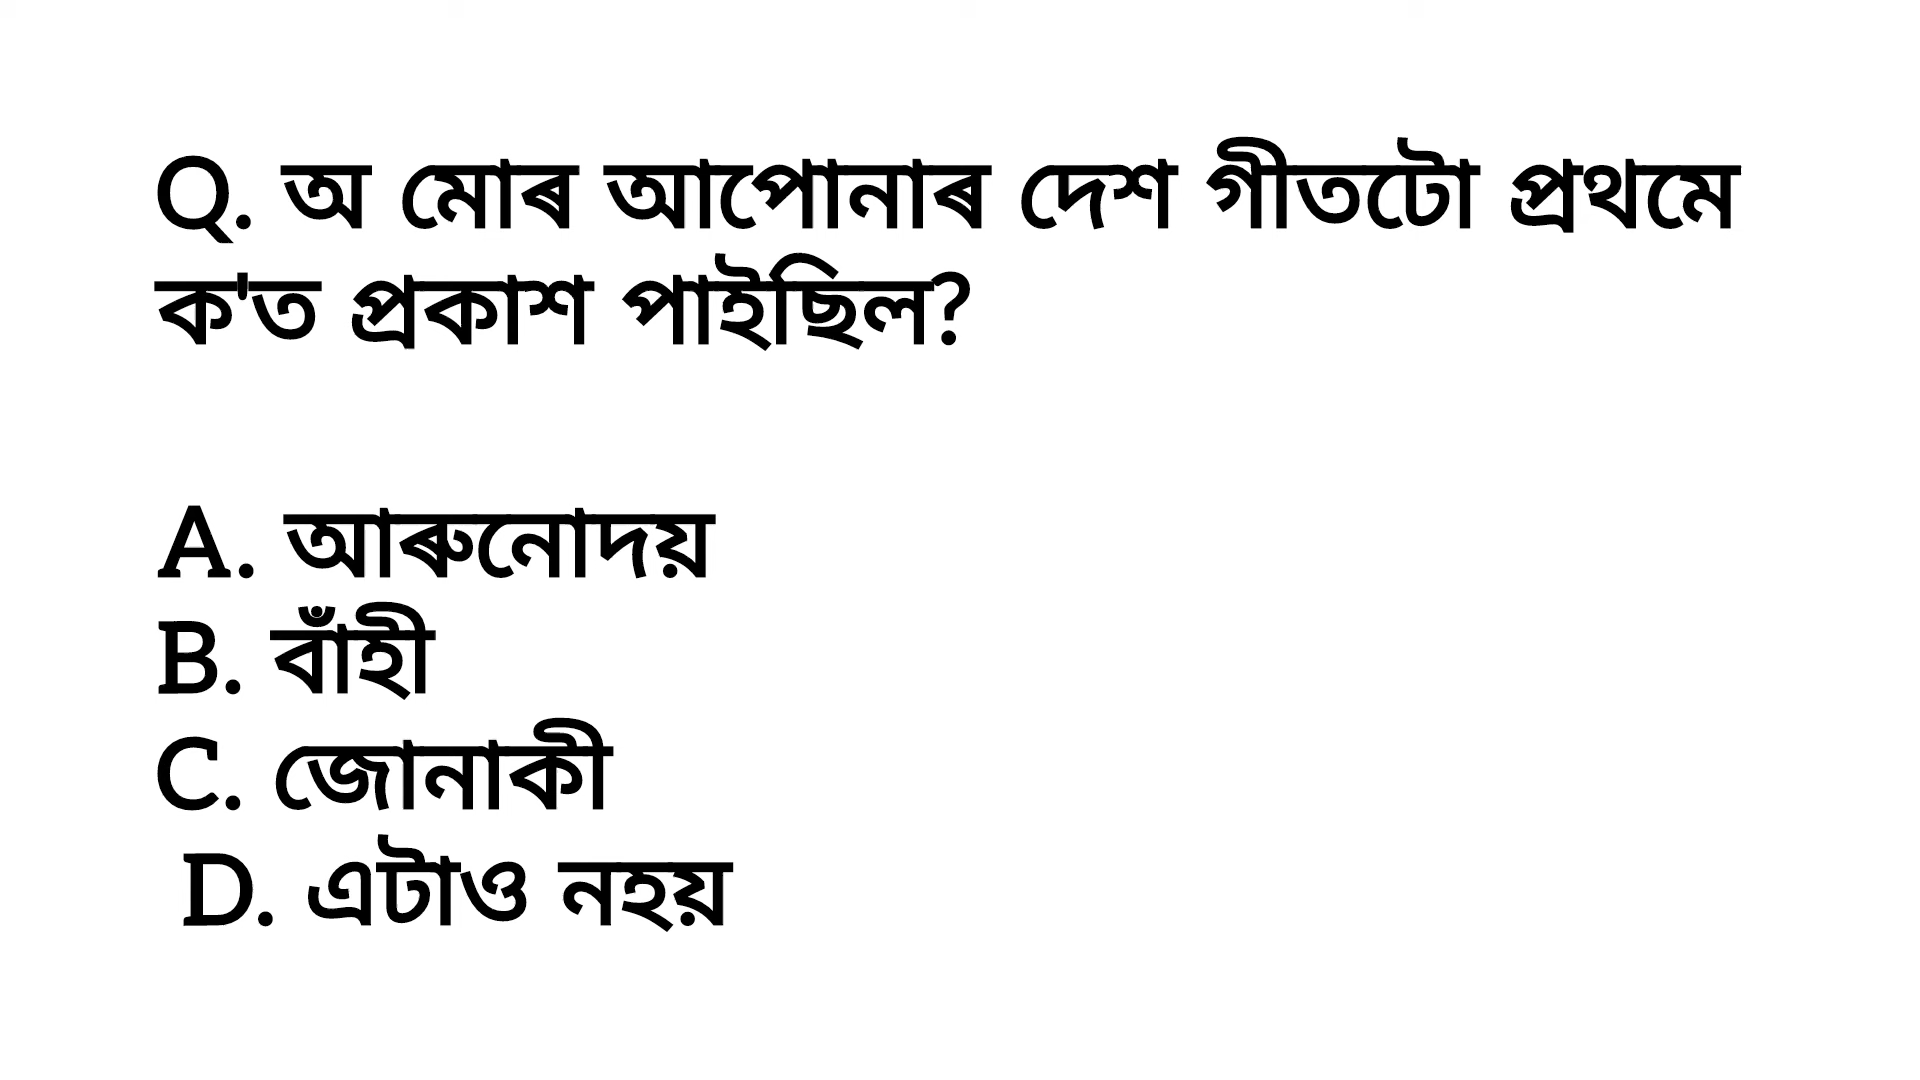 Q. অ মোৰ আপোনাৰ দেশ গীতটো প্ৰথমে
ক'ত প্ৰকাশ পাইছিল?
A. আৰুনোদয়
B. বাঁহী
C. জোনাকী
D. এটাও নহয়